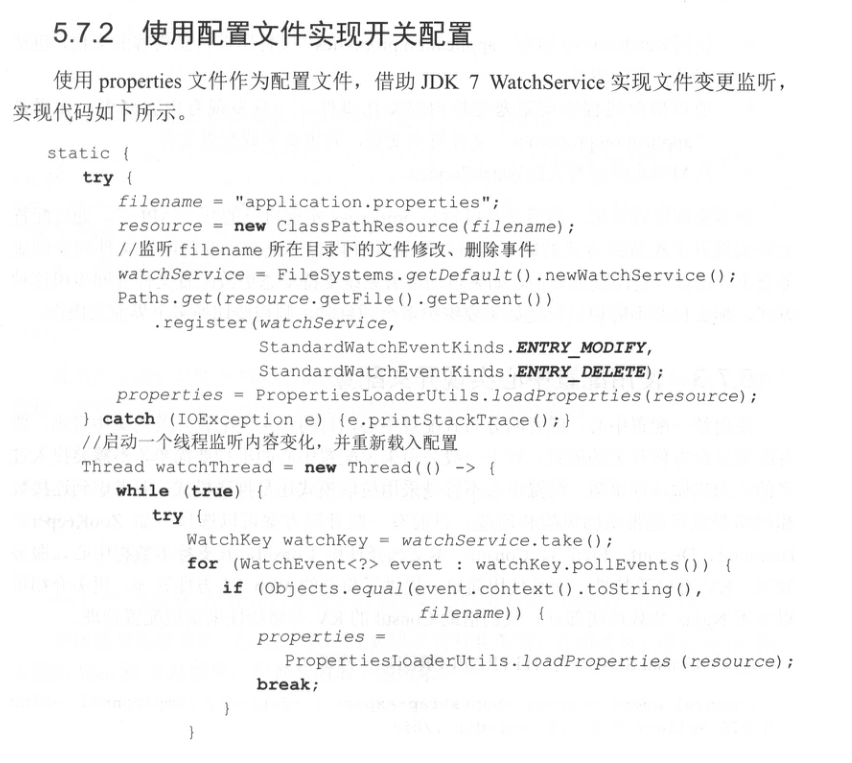 5.7.2 使用配置文件实现开关配置
使用 properties 文件作为配置文件，借助 JDK 7 WatchService 实现文件变更监听，
实现代码如下所示。
static {
try {
filename = "application.properties";
resource = new ClassPathResource(filename);
//监听 filename 所在目录下的文件修改、删除事件
watchService = FileSystems.getDefault().newWatchService();
Paths.get(resource.getFile().getParent())
.register(watchService,
StandardWatchEventKinds.ENTRY_MODIFY,
StandardWatchEventKinds.ENTRY_DELETE);
properties = PropertiesLoaderUtils.loadProperties(resource);
} catch (IOException e) {e.printStackTrace();}
//启动一个线程监听内容变化，并重新载入配置
Thread watchThread = new Thread(() -> {
while (true) {
try {
WatchKey watchKey = watchService.take();
for (WatchEvent<?> event : watchKey.pollEvents()) {
if (Objects.equal(event.context().toString(),
filename)) {
properties =
PropertiesLoaderUtils.loadProperties (resource);
break;
}
}